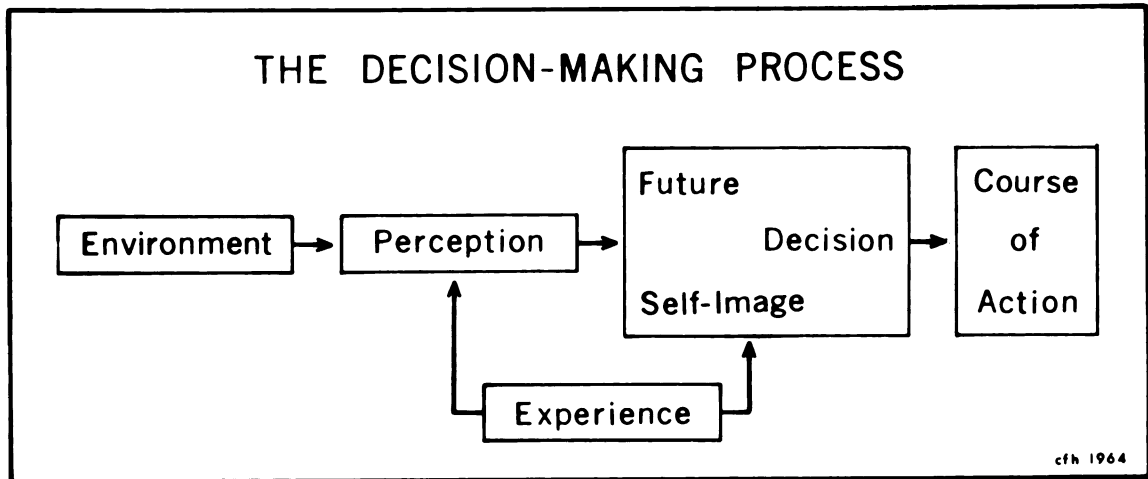 THE DECISION-MAKING PROCESS
Environment
Perception
Future
Decision
Self-Image
Course
of
Action
Experience
cfh 1964